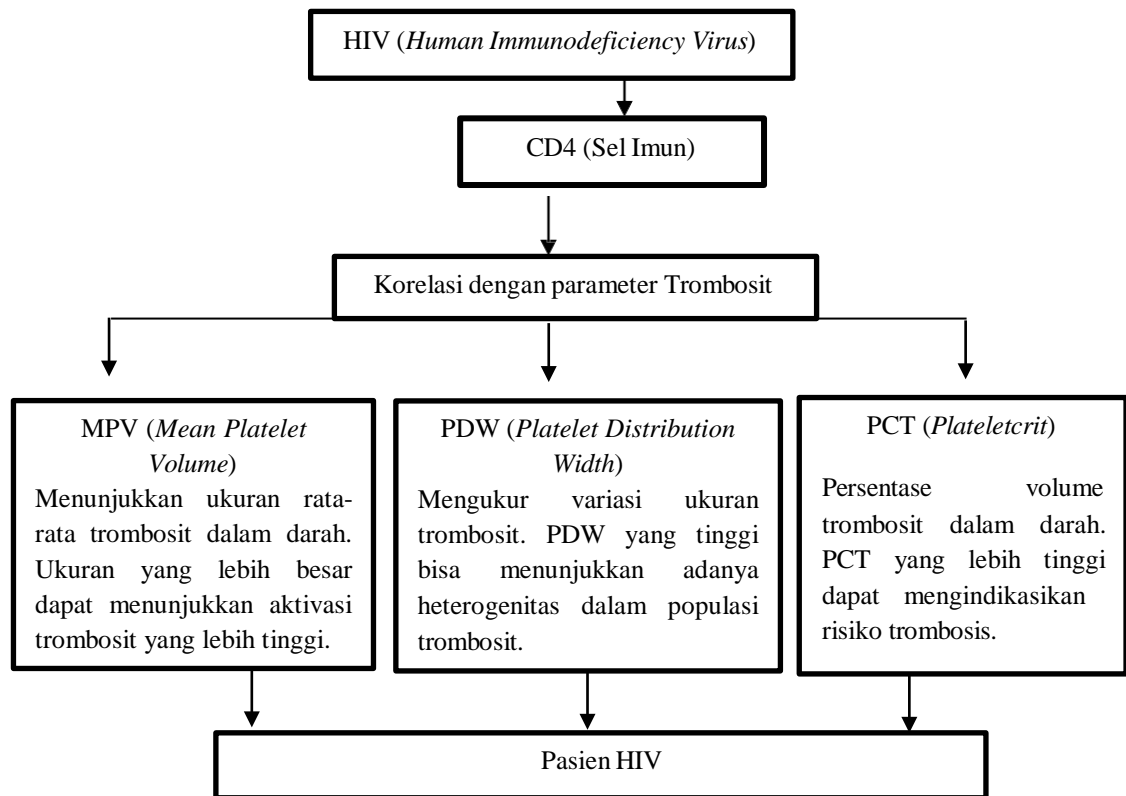 HIV (Human Immunodeficiency Virus)
CD4 (Sel Imun)
Korelasi dengan parameter Trombosit
MPV (Mean Platelet
Volume)
Menunjukkan ukuran rata-
rata trombosit dalam darah.
Ukuran yang lebih besar
dapat menunjukkan aktivasi
trombosit yang lebih tinggi.
PDW (Platelet Distribution
Width)
Mengukur variasi ukuran
trombosit. PDW yang tinggi
bisa menunjukkan adanya
heterogenitas dalam populasi
trombosit.
PCT (Plateletcrit)
Persentase volume
trombosit dalam darah.
PCT yang lebih tinggi
dapat mengindikasikan
risiko trombosis.
Pasien HIV